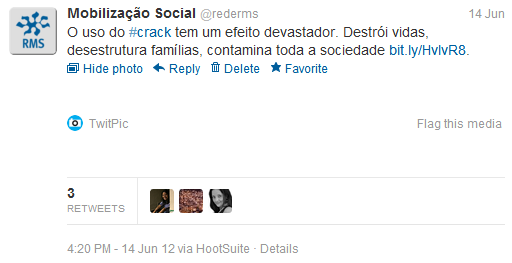 Mobilização Social @rederms 14 Jun
RMS
O uso do #crack tem um efeito devastador. Destrói vidas,
desestrutura famílias, contamina toda a sociedade bit.ly/HvlvR8.
Hide photo Reply Delete Favorite
TwitPic Flag this media
3
RETWEETS
4:20 PM - 14 Jun 12 via HootSuite · Details